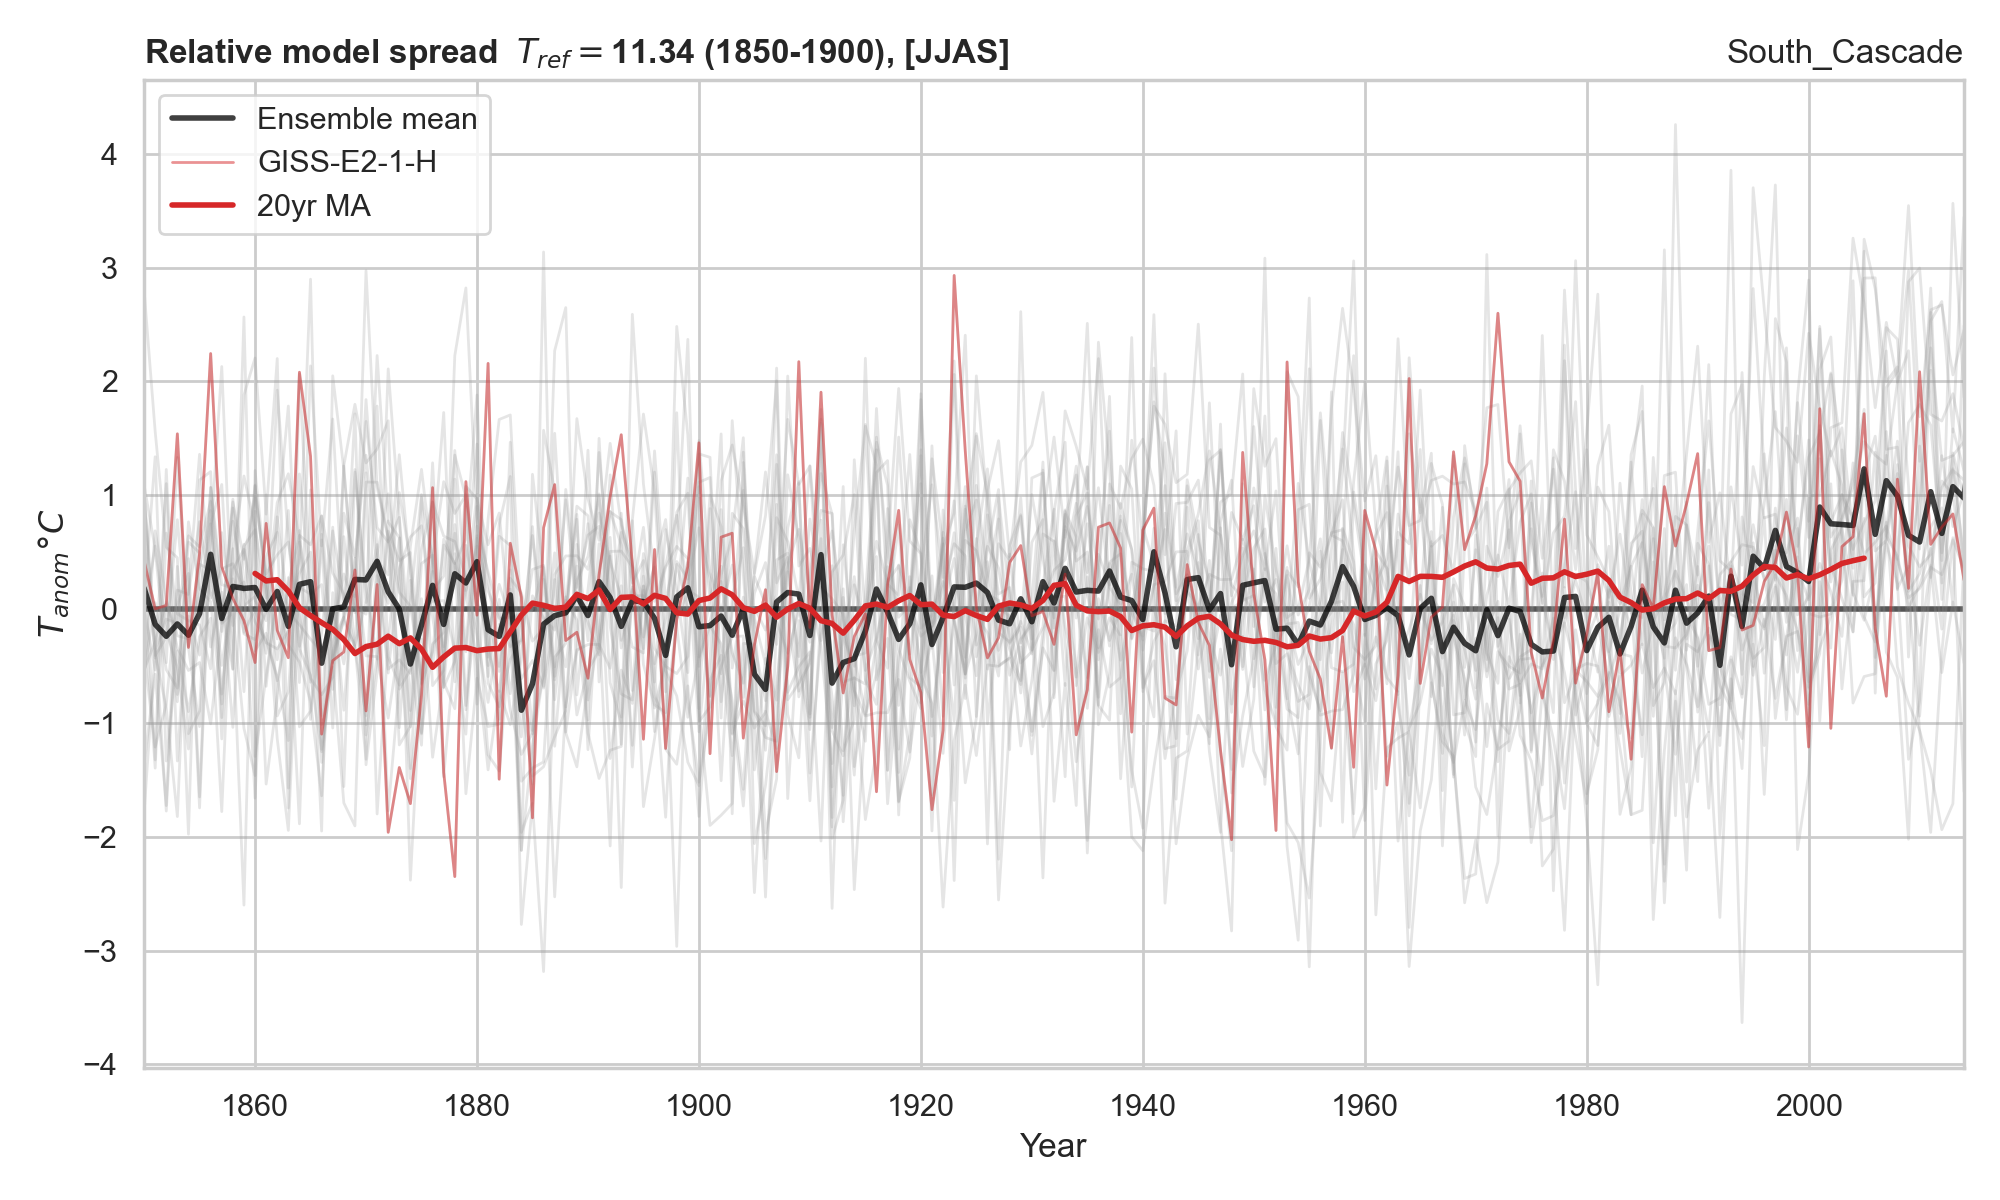 Relative model spread T_ref = 11.34 (1850-1900), [JJAS]
South_Cascade
Ensemble mean
GISS-E2-1-H
20yr MA
T_anom °C
4
3
2
1
0
−1
−2
−3
−4
1860 1880 1900 1920 1940 1960 1980 2000
Year